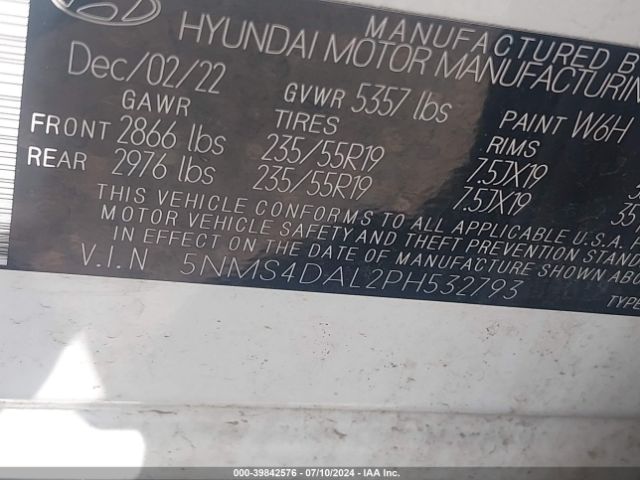 MANUFACTURED BY
HYUNDAI MOTOR MANUFACTURIN
Dec/02/22
GAWR GVWR 5357 lbs PAINT W6H
TIRES RIMS
FRONT 2866 lbs 235/55R19 7.5JX19
REAR 2976 lbs 235/55R19 7.5JX19
THIS VEHICLE CONFORMS TO ALL APPLICABLE U.S.A.
MOTOR VEHICLE SAFETY AND THEFT PREVENTION STAN
IN EFFECT ON THE DATE OF MANUFACTURE SHOWN ABO
V.I.N 5NMS4DAL2PH532793
TYPE
000-39842576 - 07/10/2024 - IAA Inc.